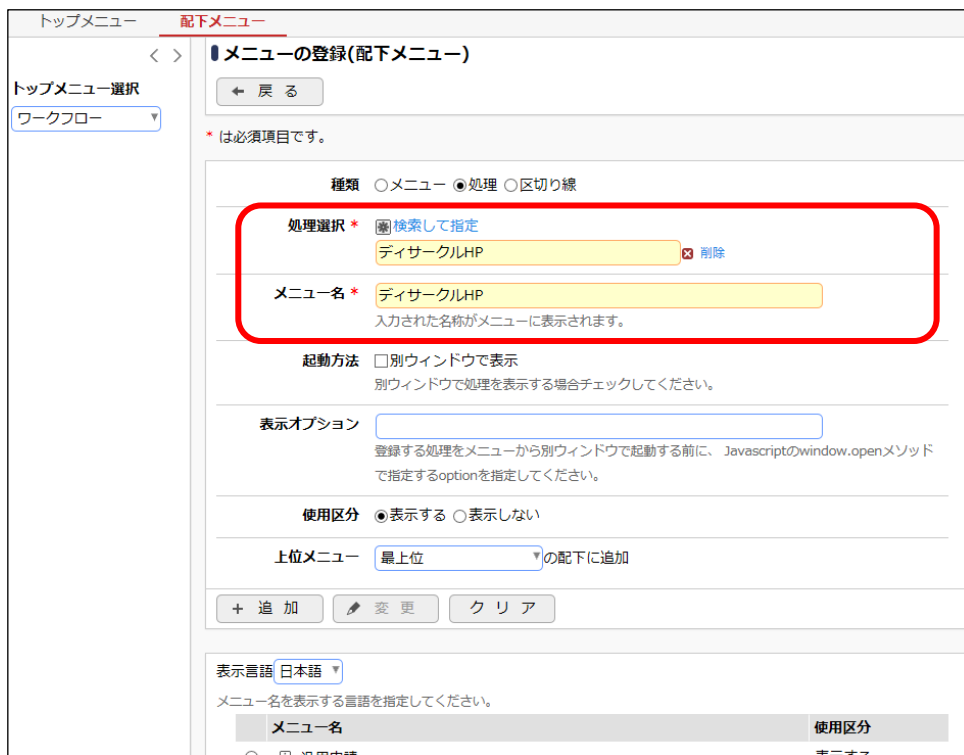 トップメニュー 配下メニュー
トップメニュー選択
ワークフロー
メニューの登録(配下メニュー)
戻る
* は必須項目です。
種類 メニュー 処理 区切り線
処理選択 * 検索して指定
ディサークルHP 削除
メニュー名 * ディサークルHP
入力された名称がメニューに表示されます。
起動方法 別ウィンドウで表示
別ウィンドウで処理を表示する場合チェックしてください。
表示オプション
登録する処理をメニューから別ウィンドウで起動する前に、 Javascriptのwindow.openメソッド
で指定するoptionを指定してください。
使用区分 表示する 表示しない
上位メニュー 最上位 の配下に追加
+ 追加 変更 クリア
表示言語 日本語
メニュー名を表示する言語を指定してください。
メニュー名 使用区分